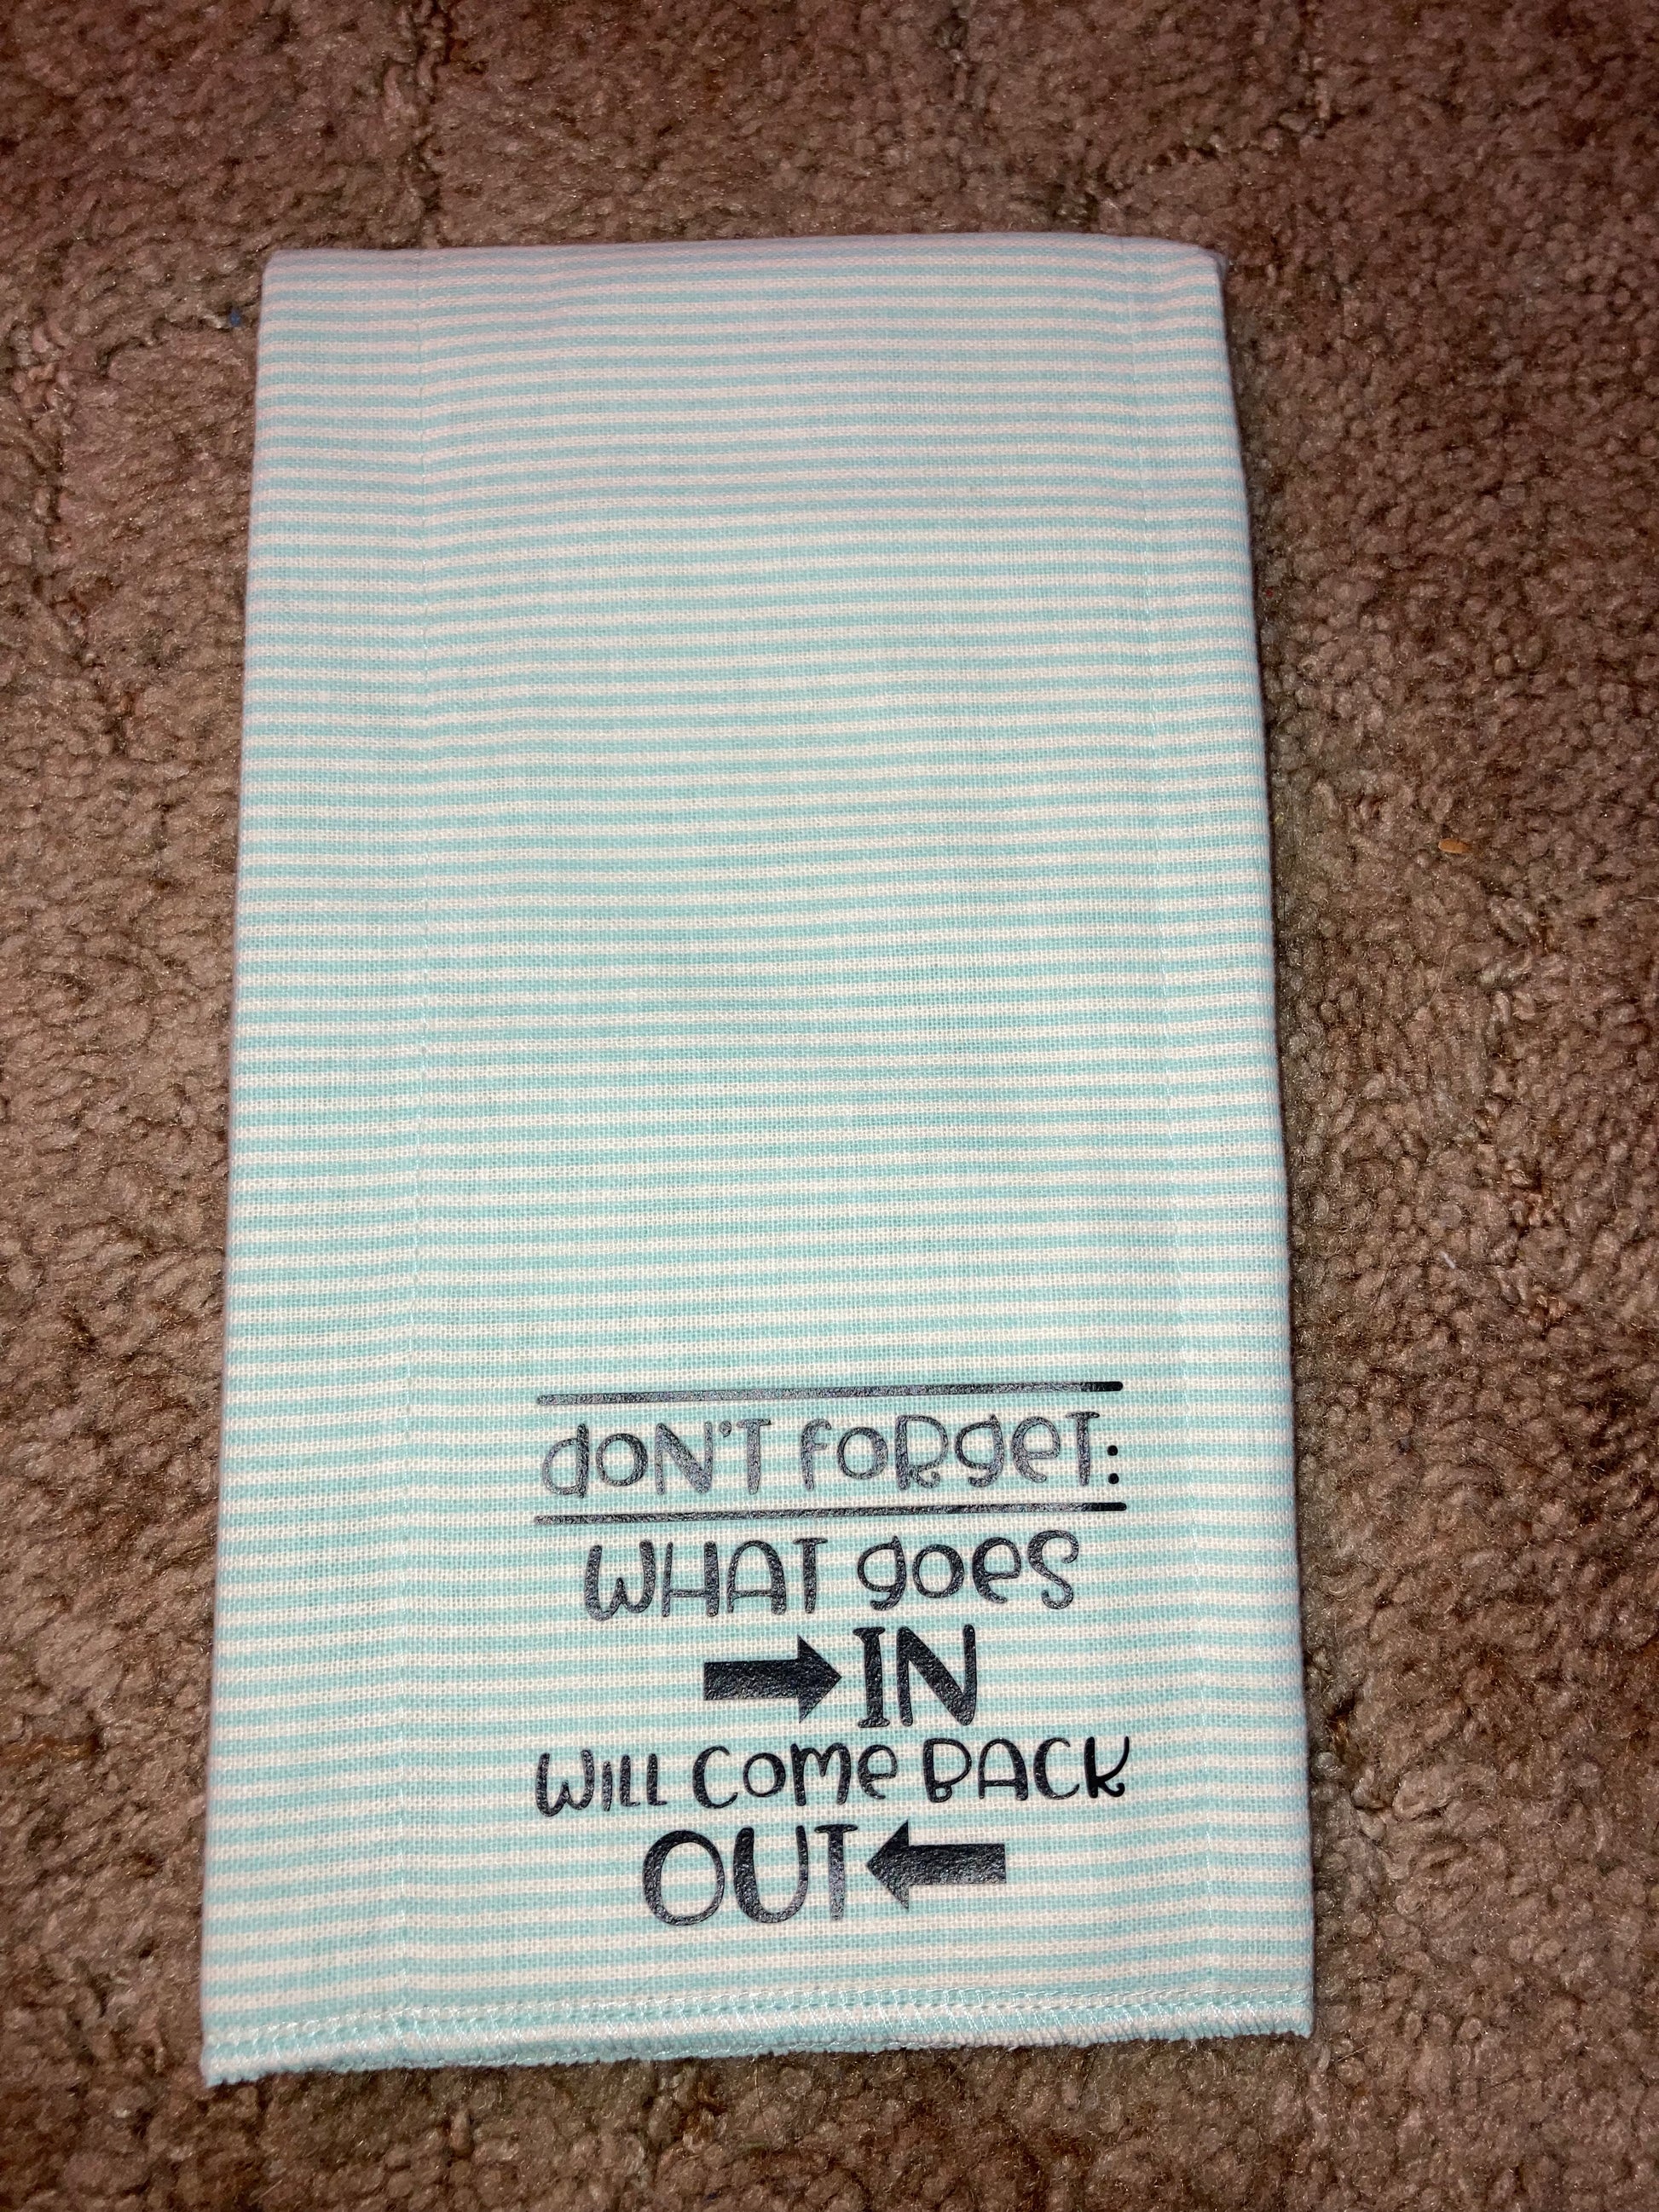 doN'T foRgeT:
WHAT goes
IN
WiLL Come BACK
OUT